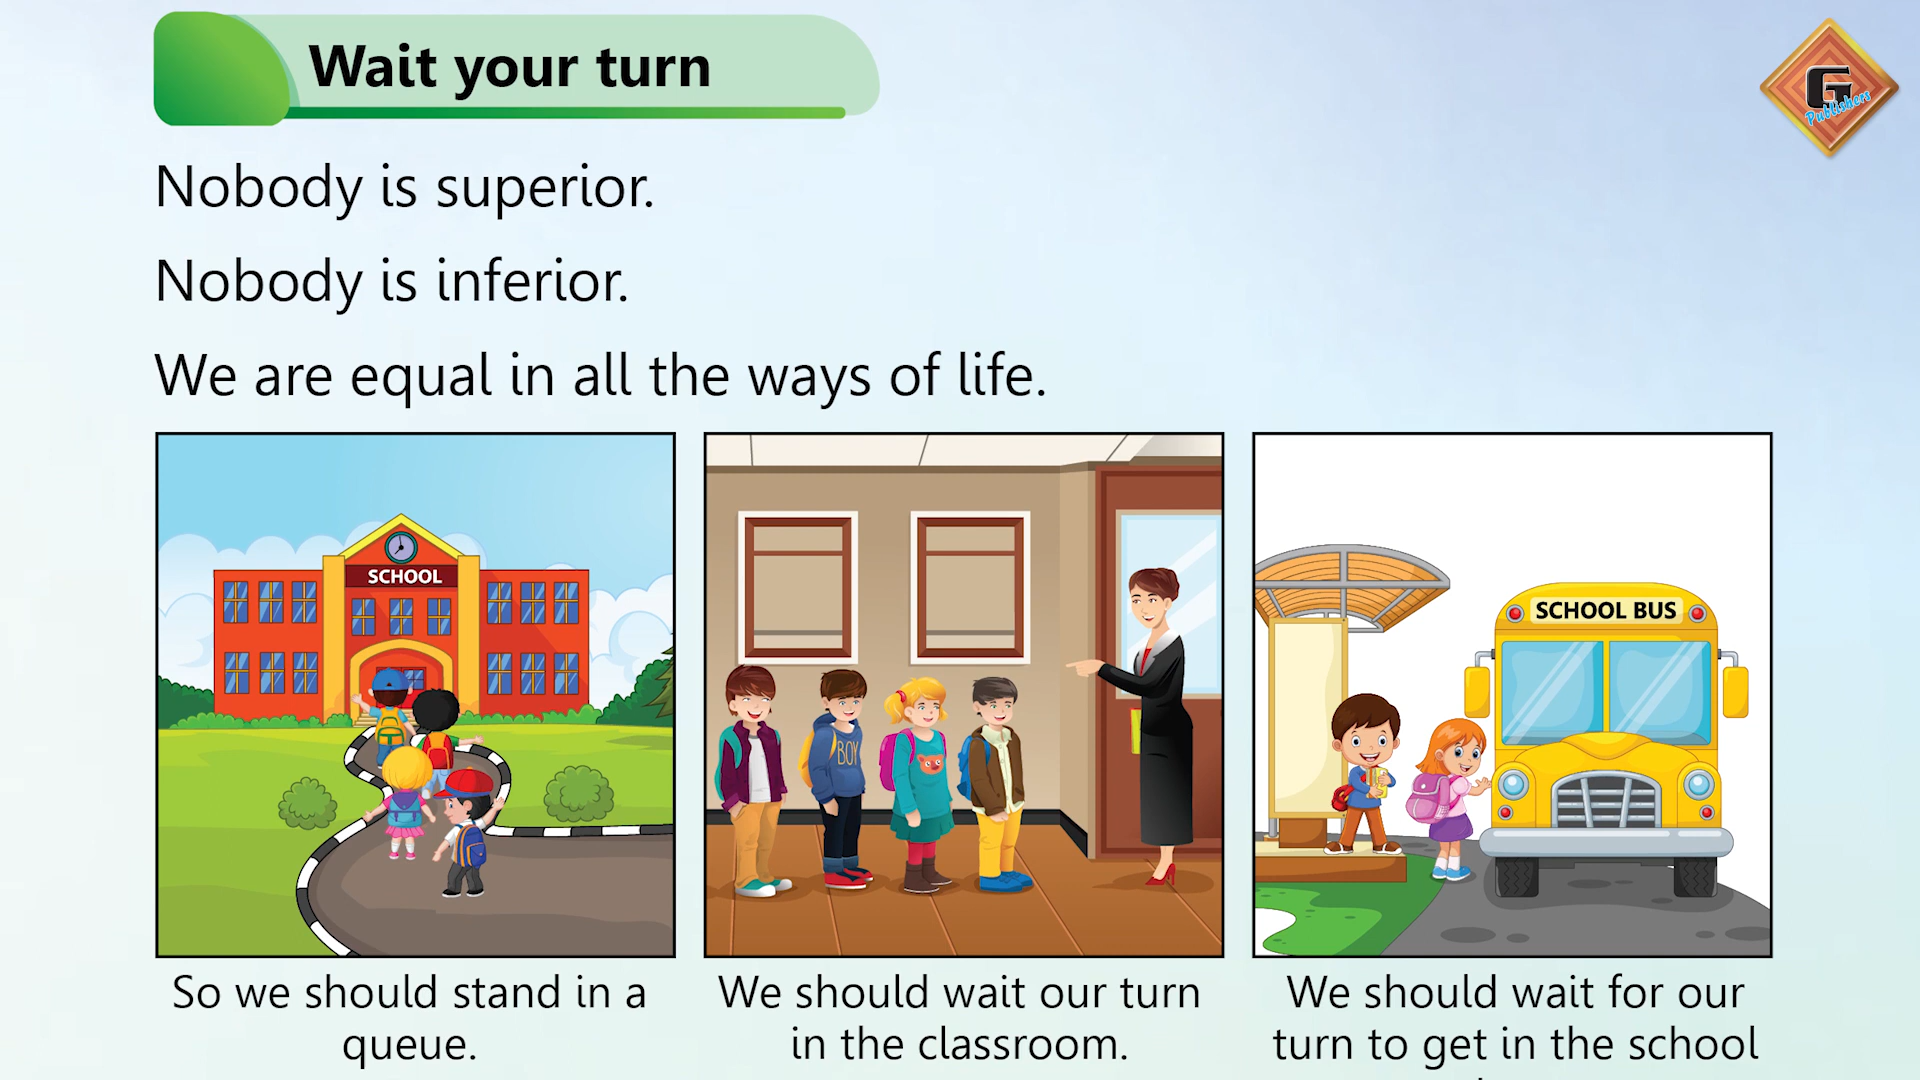 Wait your turn
G
Publishers
Nobody is superior.
Nobody is inferior.
We are equal in all the ways of life.
SCHOOL
BOY
SCHOOL BUS
So we should stand in a
queue.
We should wait our turn
in the classroom.
We should wait for our
turn to get in the school